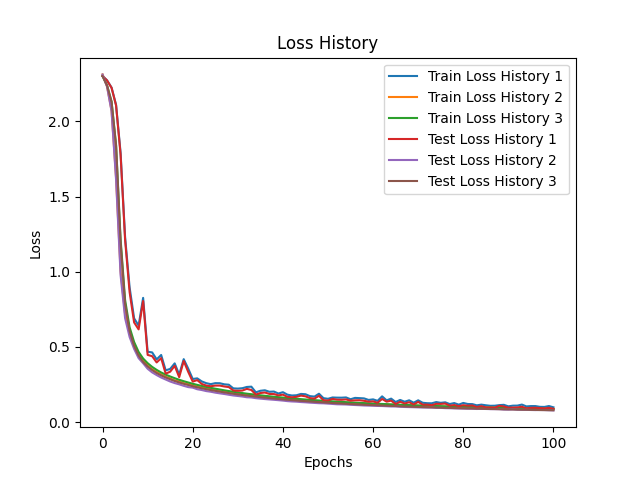 Loss History
Train Loss History 1
Train Loss History 2
Train Loss History 3
Test Loss History 1
Test Loss History 2
Test Loss History 3
Loss
2.0
1.5
1.0
0.5
0.0
0 20 40 60 80 100
Epochs